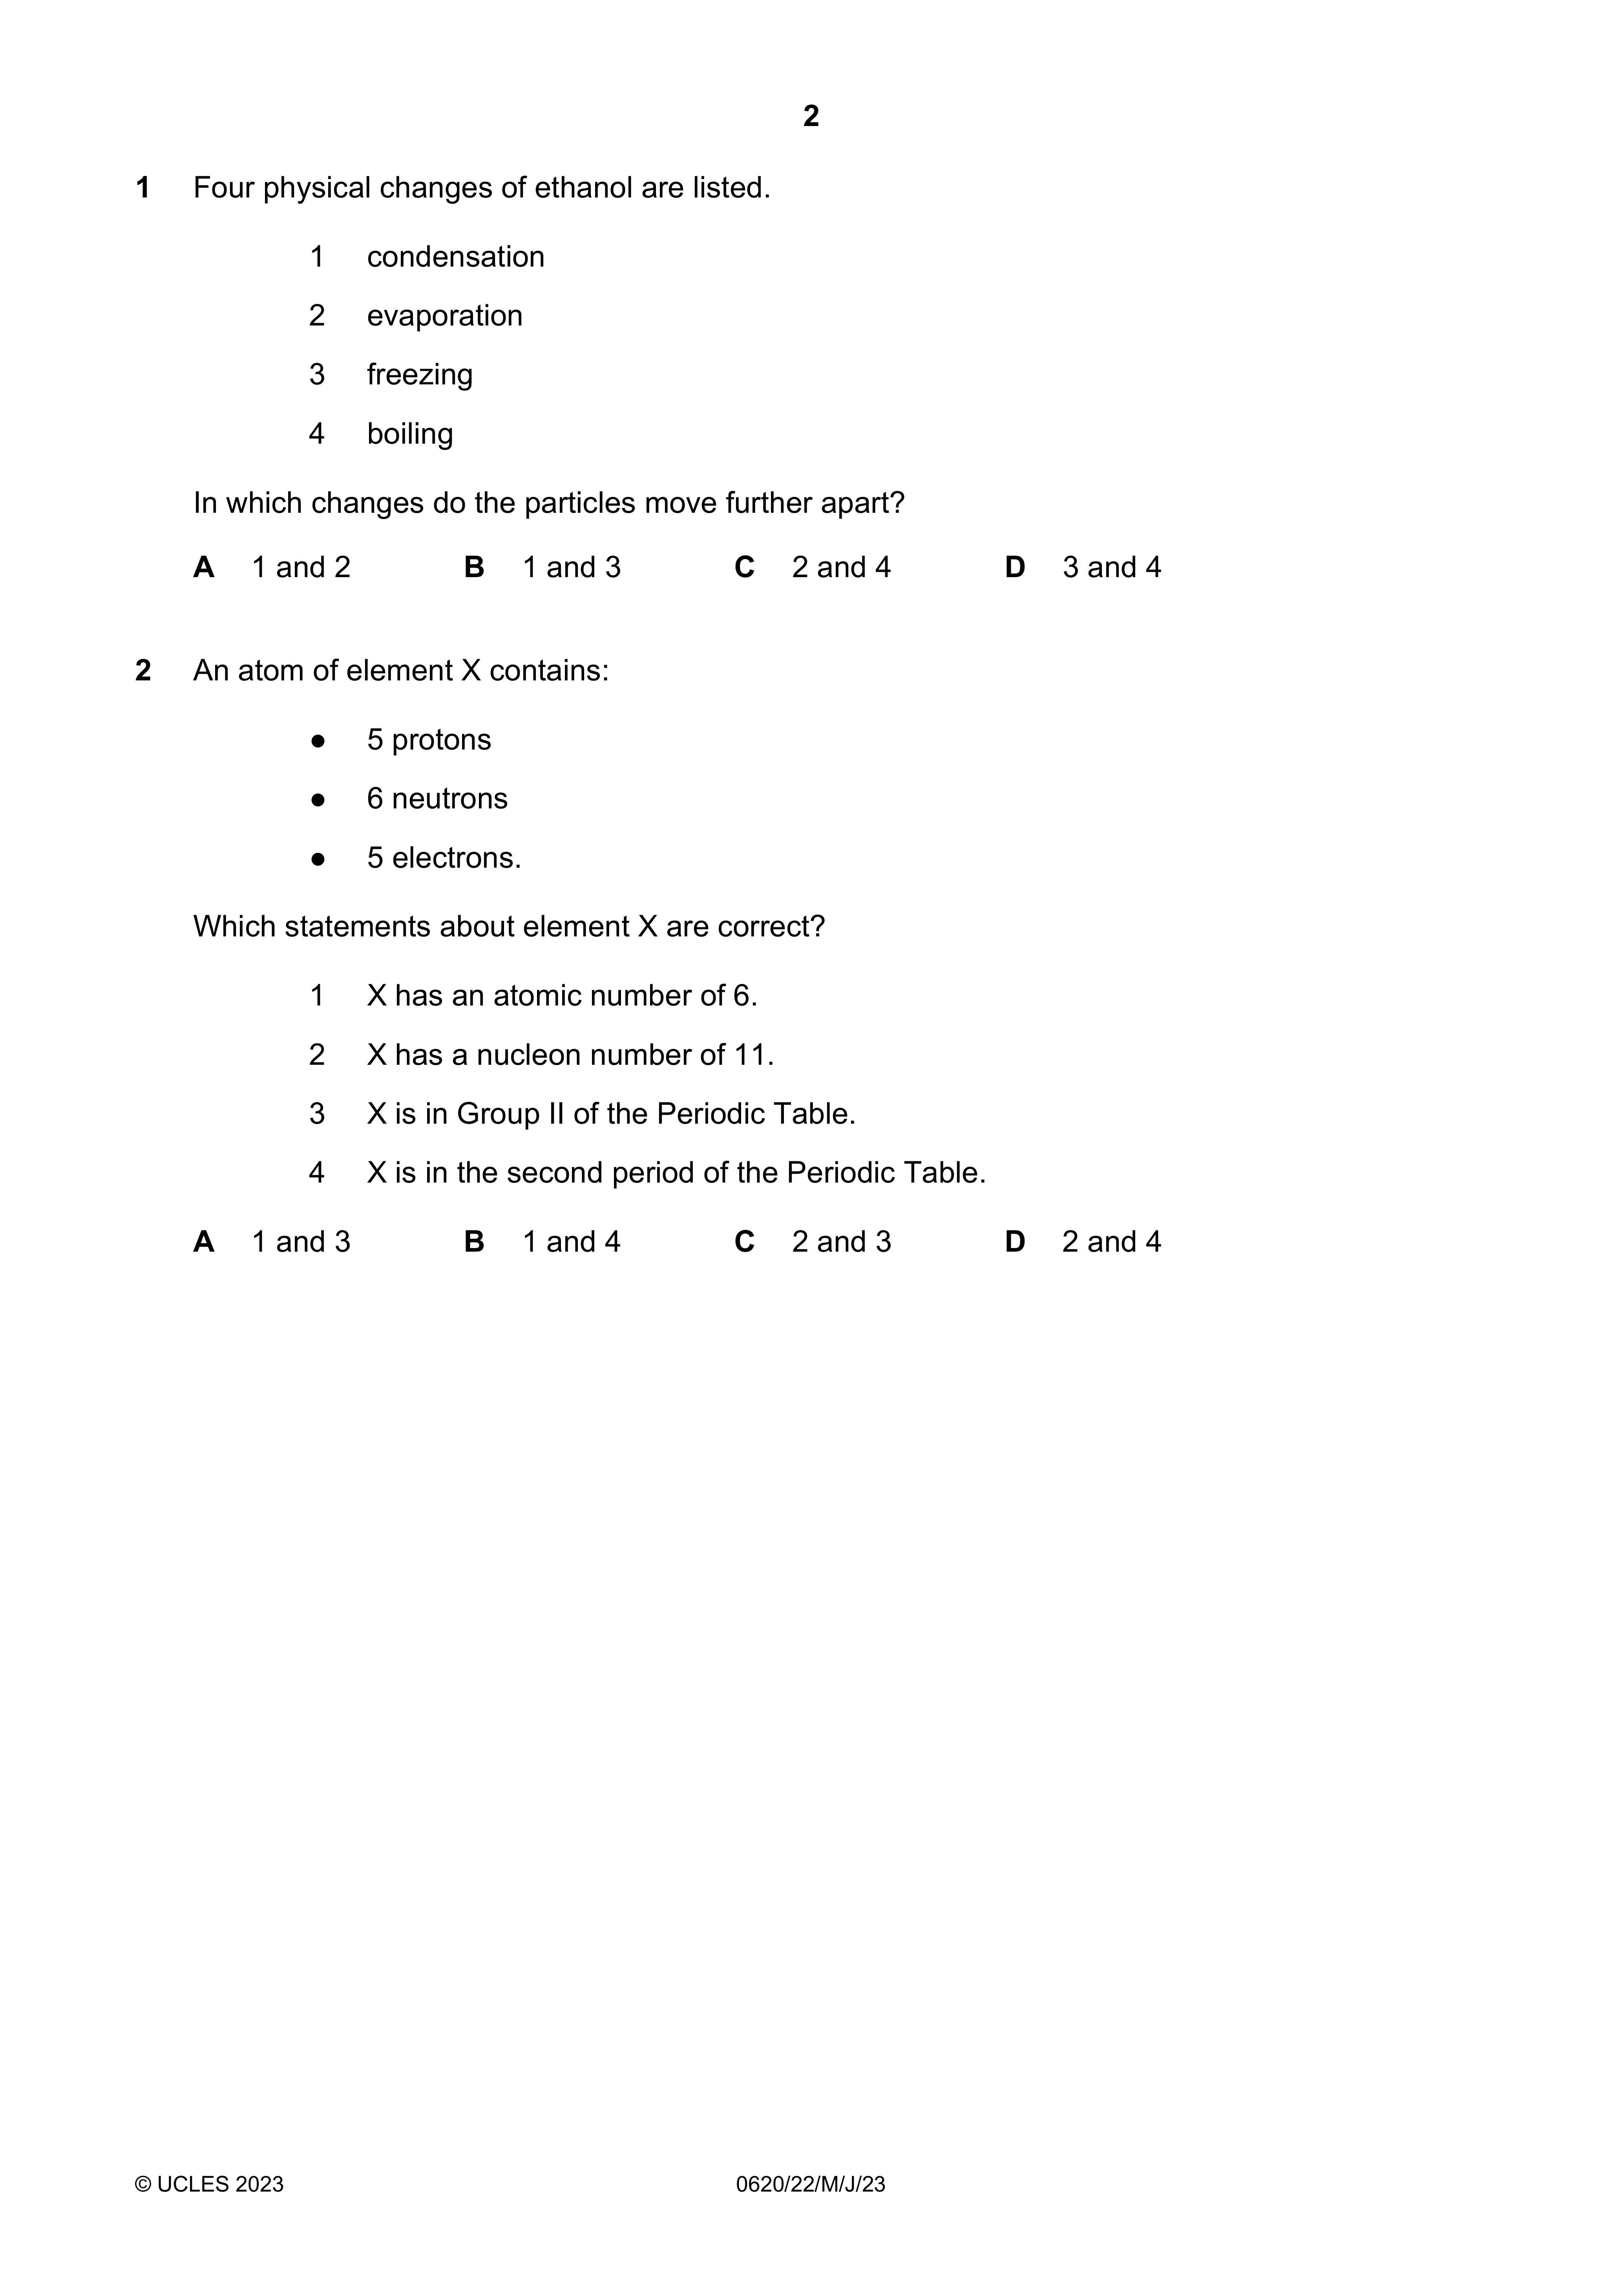 2
1 Four physical changes of ethanol are listed.
1 condensation
2 evaporation
3 freezing
4 boiling
In which changes do the particles move further apart?
A 1 and 2 B 1 and 3 C 2 and 4 D 3 and 4
2 An atom of element X contains:
● 5 protons
● 6 neutrons
● 5 electrons.
Which statements about element X are correct?
1 X has an atomic number of 6.
2 X has a nucleon number of 11.
3 X is in Group II of the Periodic Table.
4 X is in the second period of the Periodic Table.
A 1 and 3 B 1 and 4 C 2 and 3 D 2 and 4
© UCLES 2023 0620/22/M/J/23